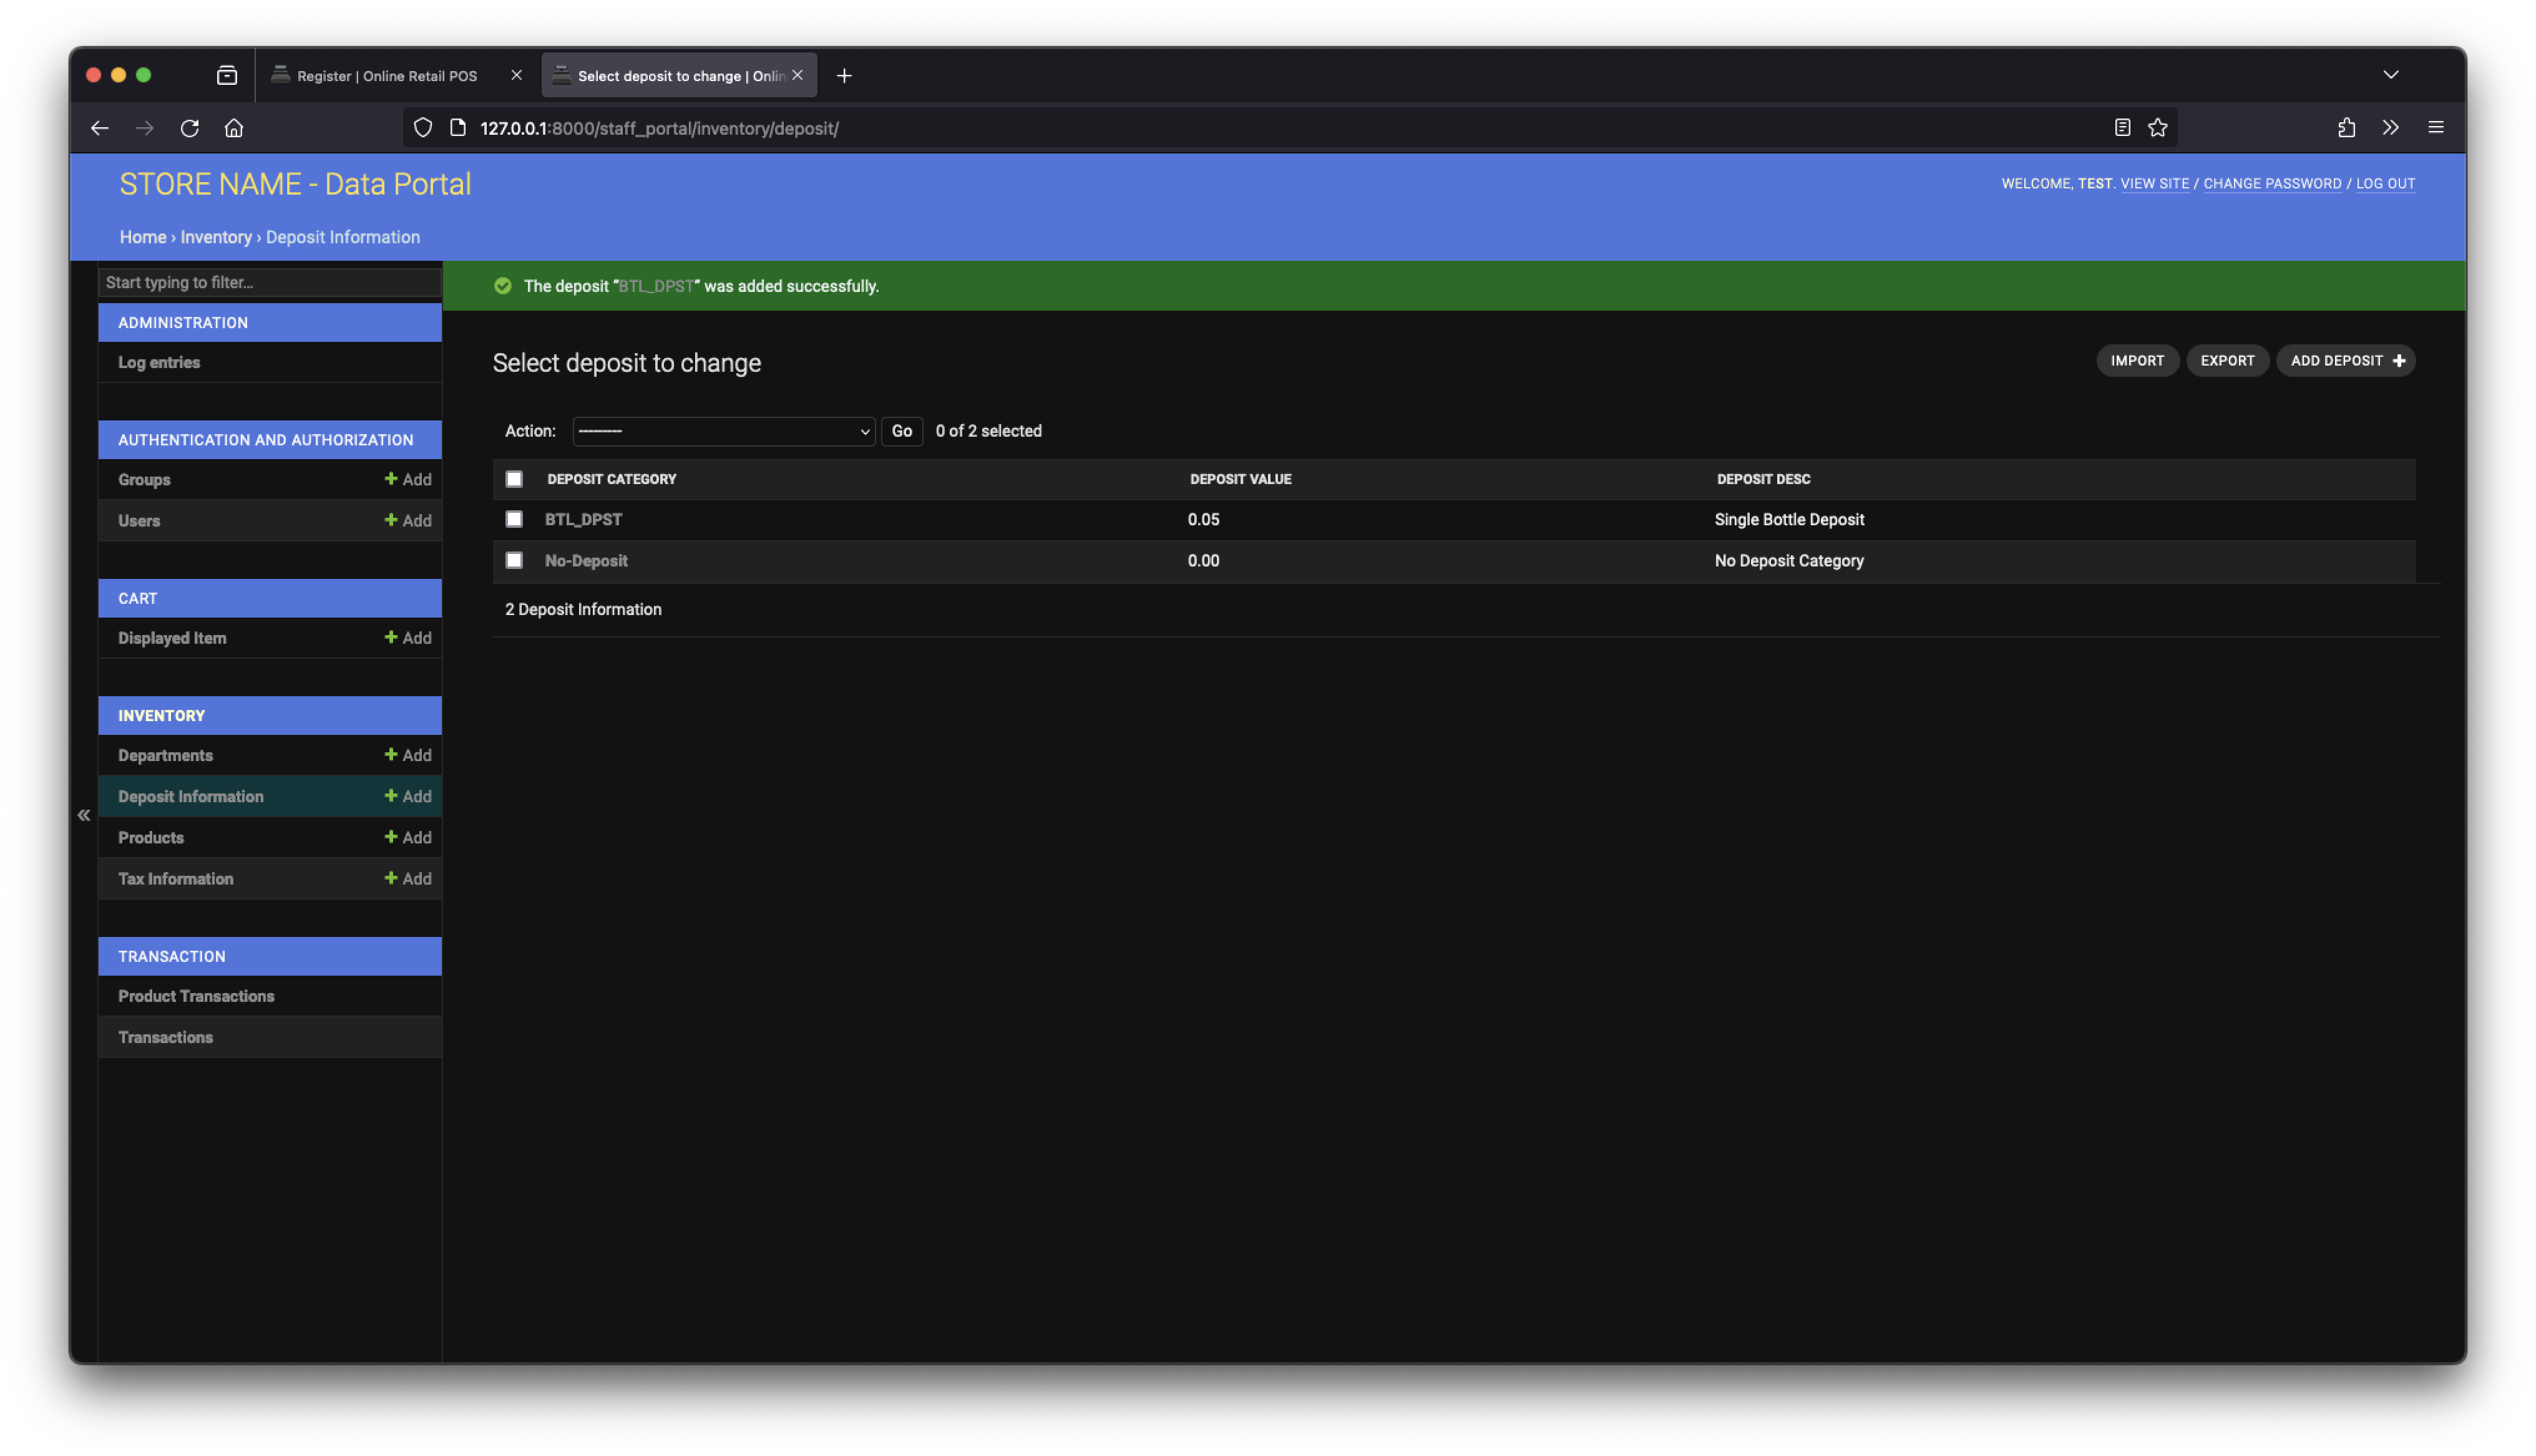 Register | Online Retail POS
Select deposit to change | Onlin
127.0.0.1:8000/staff_portal/inventory/deposit/
STORE NAME - Data Portal
WELCOME, TEST. VIEW SITE / CHANGE PASSWORD / LOG OUT
Home › Inventory › Deposit Information
Start typing to filter...
ADMINISTRATION
Log entries
AUTHENTICATION AND AUTHORIZATION
Groups + Add
Users + Add
CART
Displayed Item + Add
INVENTORY
Departments + Add
Deposit Information + Add
Products + Add
Tax Information + Add
TRANSACTION
Product Transactions
Transactions
«
The deposit “BTL_DPST” was added successfully.
Select deposit to change
IMPORT EXPORT ADD DEPOSIT +
Action: --------- Go 0 of 2 selected
DEPOSIT CATEGORY DEPOSIT VALUE DEPOSIT DESC
BTL_DPST 0.05 Single Bottle Deposit
No-Deposit 0.00 No Deposit Category
2 Deposit Information